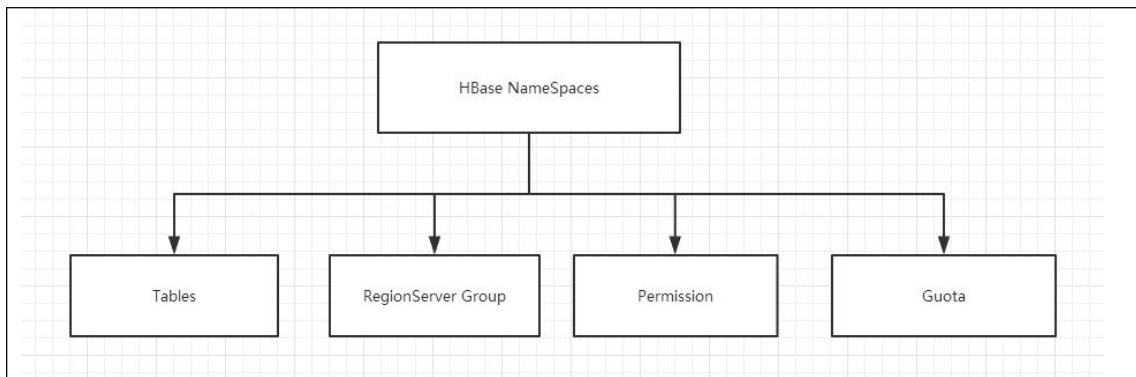 HBase NameSpaces
Tables
RegionServer Group
Permission
Guota